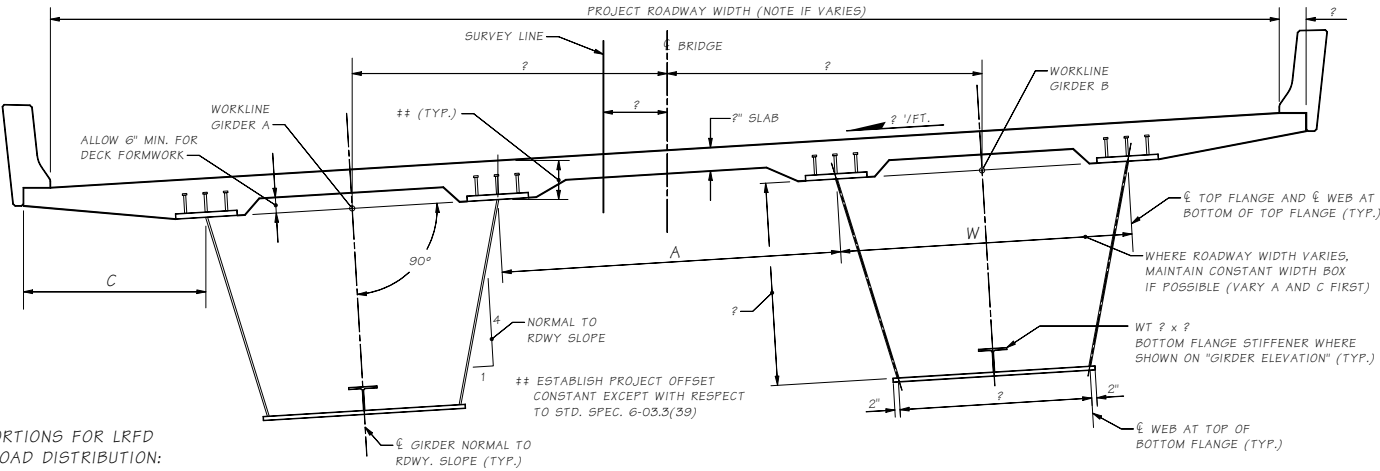 PROJECT ROADWAY WIDTH (NOTE IF VARIES)
?
SURVEY LINE
℄ BRIDGE
?
?
WORKLINE
GIRDER B
WORKLINE
GIRDER A
‡‡ (TYP.)
?
?" SLAB
? '/FT.
ALLOW 6" MIN. FOR
DECK FORMWORK
℄ TOP FLANGE AND ℄ WEB AT
BOTTOM OF TOP FLANGE (TYP.)
W
A
90°
C
WHERE ROADWAY WIDTH VARIES,
MAINTAIN CONSTANT WIDTH BOX
IF POSSIBLE (VARY A AND C FIRST)
?
4
NORMAL TO
RDWY SLOPE
1
WT ? x ?
BOTTOM FLANGE STIFFENER WHERE
SHOWN ON "GIRDER ELEVATION" (TYP.)
‡‡ ESTABLISH PROJECT OFFSET
CONSTANT EXCEPT WITH RESPECT
TO STD. SPEC. 6-03.3(39)
2"
?
2"
℄ WEB AT TOP OF
BOTTOM FLANGE (TYP.)
℄ GIRDER NORMAL TO
RDWY. SLOPE (TYP.)
ORTIONS FOR LRFD
OAD DISTRIBUTION: